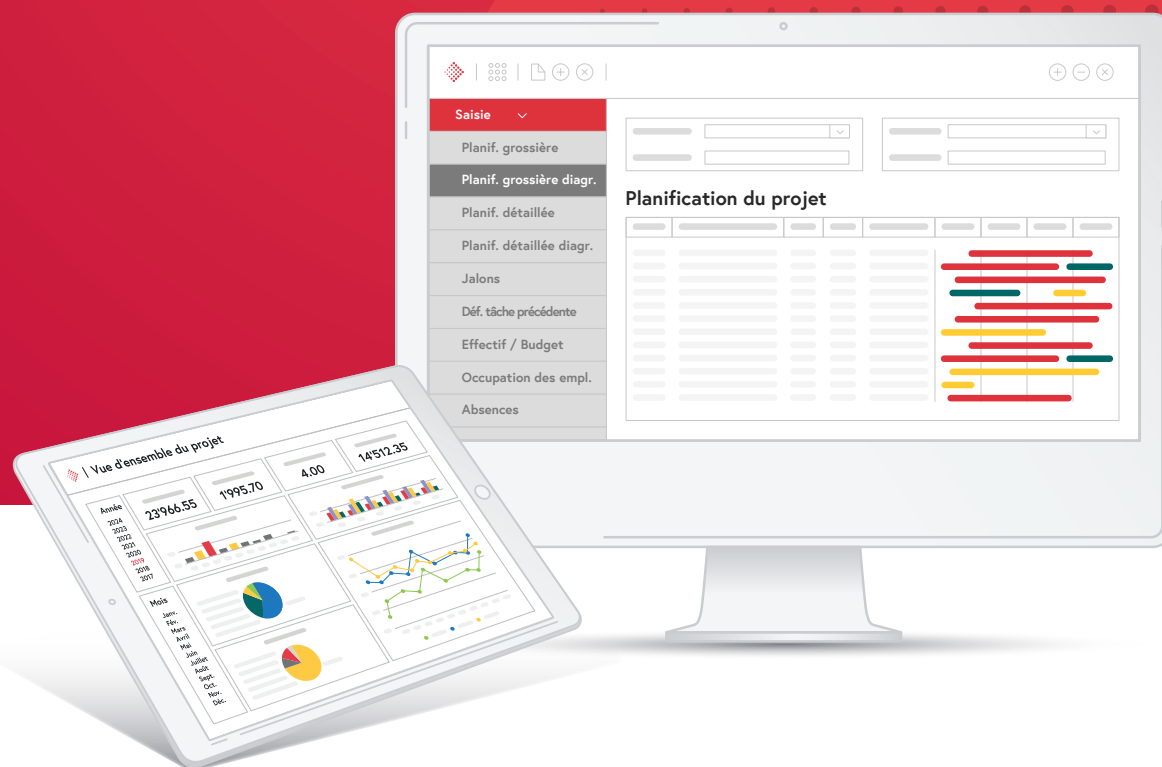 Saisie
Planif. grossière
Planif. grossière diagr.
Planif. détaillée
Planif. détaillée diagr.
Jalons
Déf. tâche précédente
Effectif / Budget
Occupation des empl.
Absences
Planification du projet
Vue d'ensemble du projet
Année
2024
2023
2022
2021
2020
2019
2018
2017
23'966.55
1'995.70
4.00
14'512.35
Mois
Janv.
Fév.
Mars
Avril
Mai
Juin
Juillet
Août
Sept.
Oct.
Nov.
Déc.